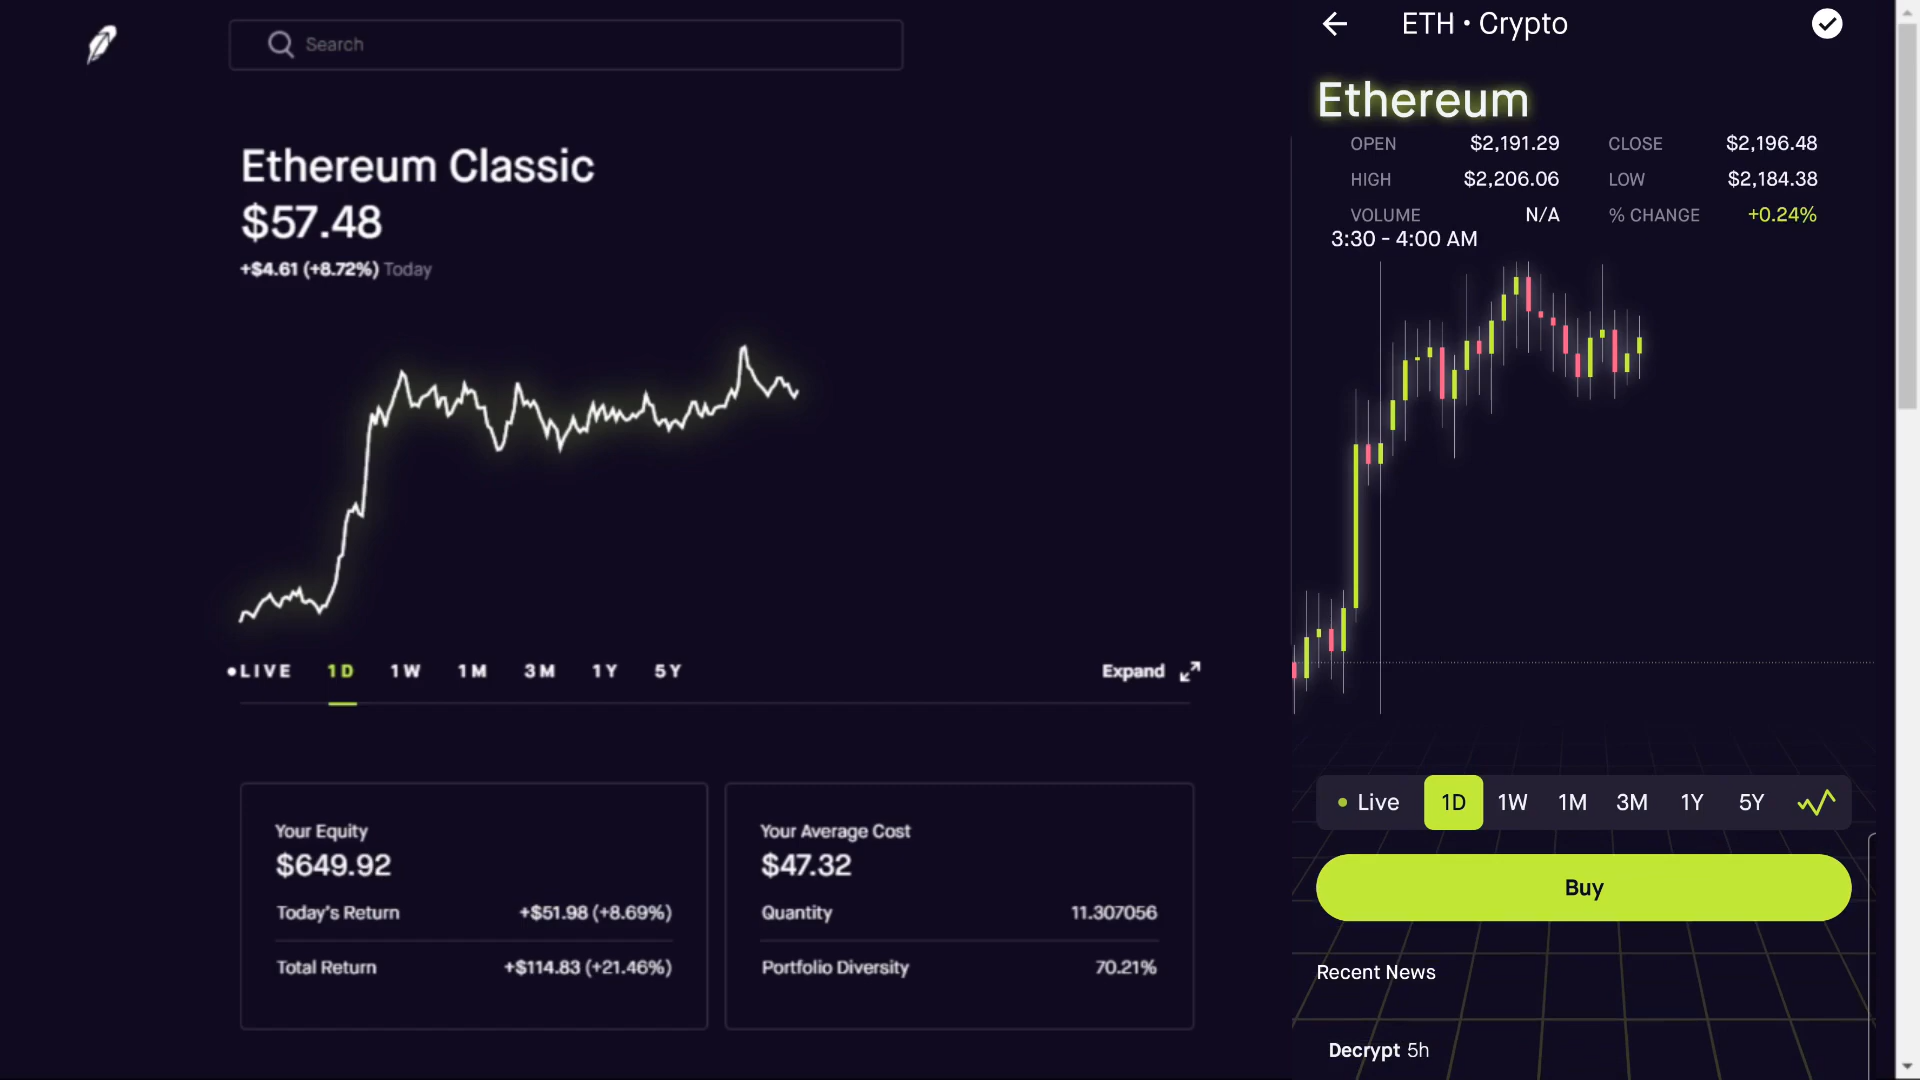 Search
Ethereum Classic
$57.48
+$4.61 (+8.72%) Today
LIVE 1D 1W 1M 3M 1Y 5Y Expand
Your Equity
$649.92
Today's Return +$51.98 (+8.69%)
Total Return +$114.83 (+21.46%)
Your Average Cost
$47.32
Quantity 11.307056
Portfolio Diversity 70.21%
ETH • Crypto
Ethereum
OPEN $2,191.29 CLOSE $2,196.48
HIGH $2,206.06 LOW $2,184.38
VOLUME N/A % CHANGE +0.24%
3:30 - 4:00 AM
Live 1D 1W 1M 3M 1Y 5Y
Buy
Recent News
Decrypt 5h